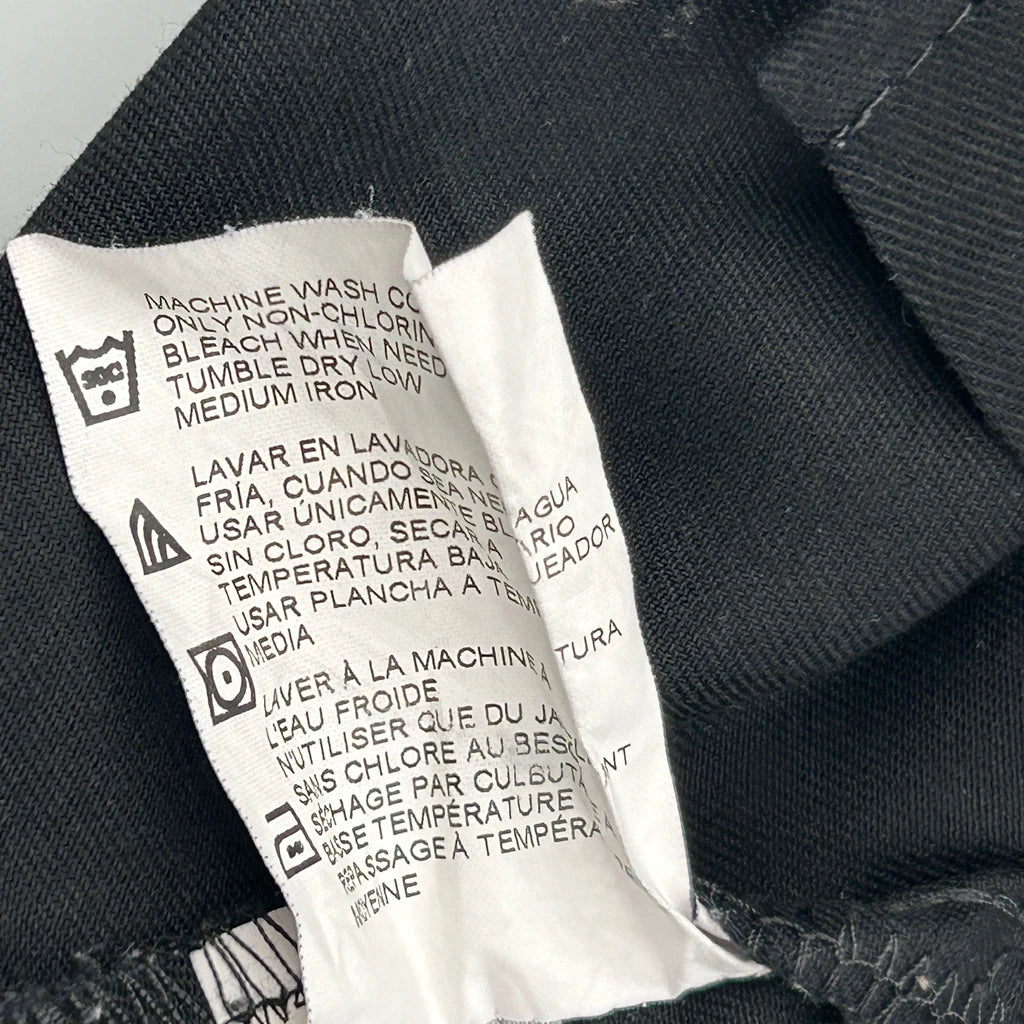 MACHINE WASH CO
ONLY NON-CHLORIN
BLEACH WHEN NEED
TUMBLE DRY LOW
MEDIUM IRON
30C
LAVAR EN LAVADORA AGUA
FRÍA, CUANDO SEA NE ARIO
USAR ÚNICAMENTE BL UEADOR
SIN CLORO, SECAR A
TEMPERATURA BAJA
USAR PLANCHA A TEM TURA
MEDIA
LAVER À LA MACHINE À
L'EAU FROIDE
N'UTILISER QUE DU JA NT
SANS CHLORE AU BESOI
SÉCHAGE PAR CULBUTA
BASSE TEMPÉRATURE
REPASSAGE À TEMPÉRA
MOYENNE